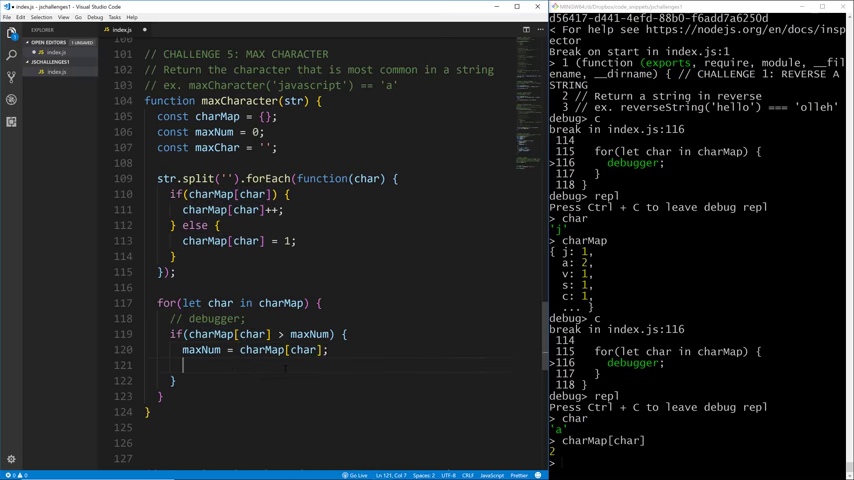 index.js - jschallenges1 - Visual Studio Code
File Edit Selection View Go Debug Tasks Help
EXPLORER
OPEN EDITORS 1 UNSAVED
index.js
JSCHALLENGES1
index.js
index.js
100
101 // CHALLENGE 5: MAX CHARACTER
102 // Return the character that is most common in a string
103 // ex. maxCharacter('javascript') == 'a'
104 function maxCharacter(str) {
105 const charMap = {};
106 const maxNum = 0;
107 const maxChar = '';
108
109 str.split('').forEach(function(char) {
110 if(charMap[char]) {
111 charMap[char]++;
112 } else {
113 charMap[char] = 1;
114 }
115 });
116
117 for(let char in charMap) {
118 // debugger;
119 if(charMap[char] > maxNum) {
120 maxNum = charMap[char];
121
122 }
123 }
124 }
125
126
127
0 0
Go Live Ln 121, Col 7 Spaces: 2 UTF-8 CRLF JavaScript Prettier
MINGW64:/d/Dropbox/code_snippets/jschallenges1
d56417-d441-4efd-88b0-f6add7a6250d
< For help see https://nodejs.org/en/docs/insp
ector
Break on start in index.js:1
> 1 (function (exports, require, module, __fil
ename, __dirname) { // CHALLENGE 1: REVERSE A
STRING
2 // Return a string in reverse
3 // ex. reverseString('hello') === 'olleh'
debug> c
break in index.js:116
114
115 for(let char in charMap) {
>116 debugger;
117 }
118 }
debug> repl
Press Ctrl + C to leave debug repl
> char
'j'
> charMap
{ j: 1,
a: 2,
v: 1,
s: 1,
c: 1,
... }
debug> c
break in index.js:116
114
115 for(let char in charMap) {
>116 debugger;
117 }
118 }
debug> repl
Press Ctrl + C to leave debug repl
> char
'a'
> charMap[char]
2
>